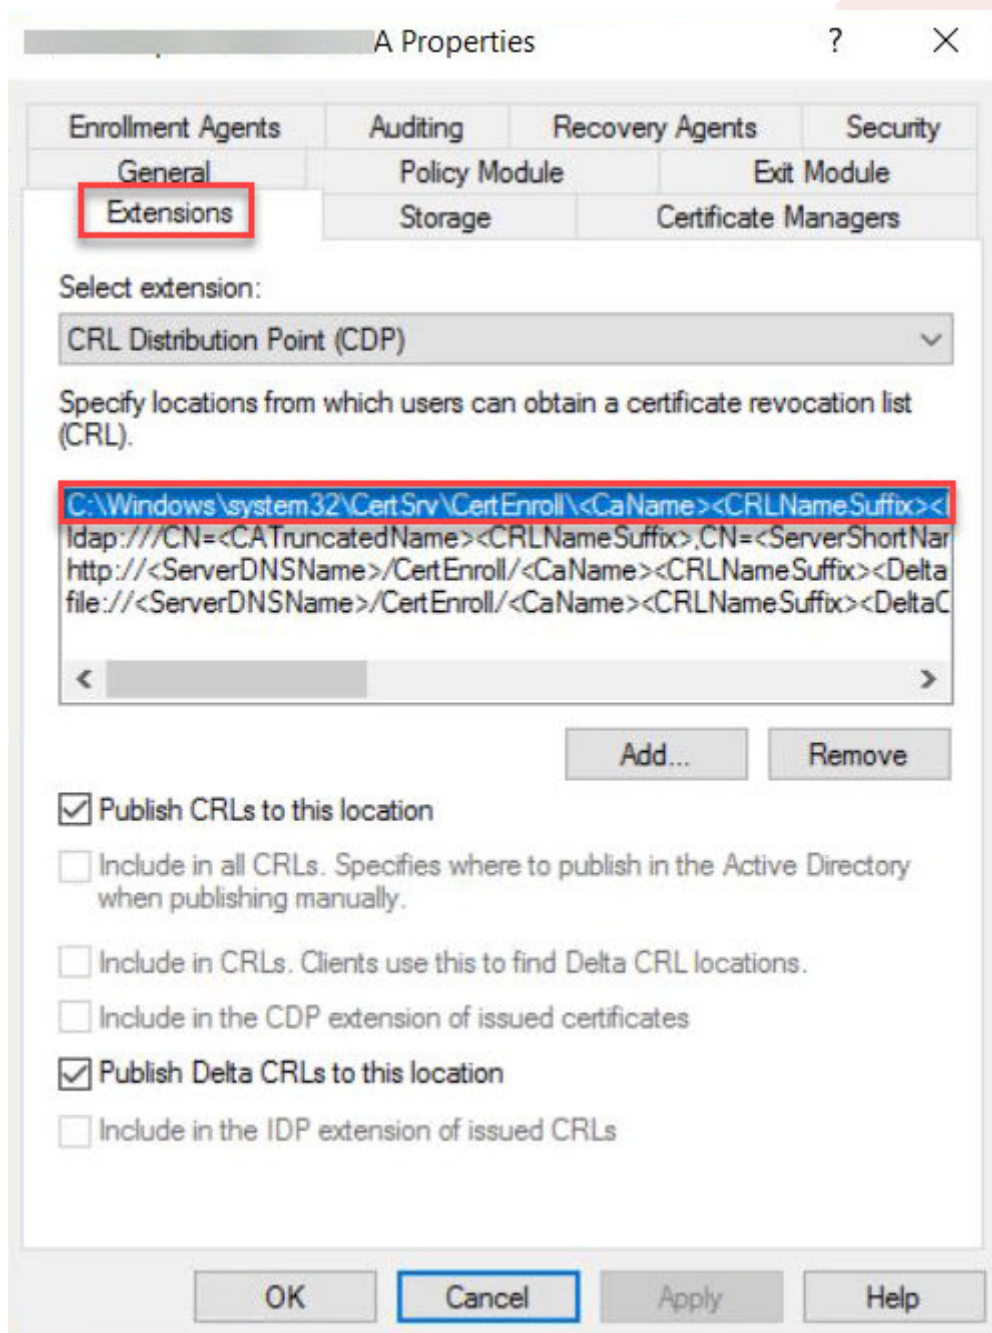 A Properties
Enrollment Agents Auditing Recovery Agents Security
General Policy Module Exit Module
Extensions Storage Certificate Managers
Select extension:
CRL Distribution Point (CDP)
Specify locations from which users can obtain a certificate revocation list
(CRL).
C:\Windows\system32\CertSrv\CertEnroll\<CaName><CRLNameSuffix><
ldap:///CN=<CATruncatedName><CRLNameSuffix>,CN=<ServerShortNar
http://<ServerDNSName>/CertEnroll/<CaName><CRLNameSuffix><Delta
file://<ServerDNSName>/CertEnroll/<CaName><CRLNameSuffix><DeltaC
Add... Remove
Publish CRLs to this location
Include in all CRLs. Specifies where to publish in the Active Directory
when publishing manually.
Include in CRLs. Clients use this to find Delta CRL locations.
Include in the CDP extension of issued certificates
Publish Delta CRLs to this location
Include in the IDP extension of issued CRLs
OK Cancel Apply Help